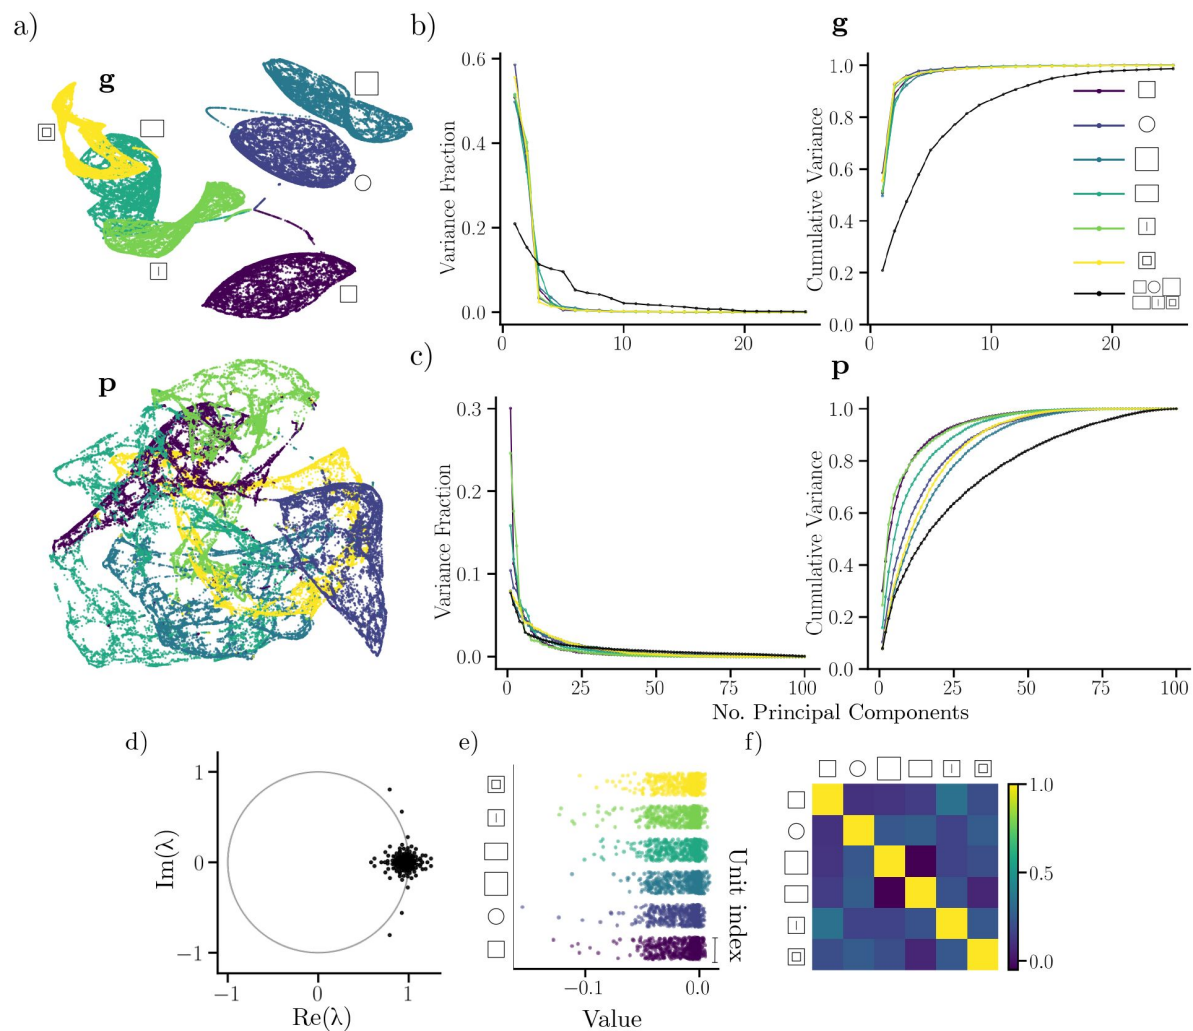 a)
g
p
b)
Variance Fraction
0.6
0.4
0.2
0.0
0
10
20
g
Cumulative Variance
1.0
0.8
0.6
0.4
0.2
0.0
0
10
20
c)
Variance Fraction
0.3
0.2
0.1
0.0
0
25
50
75
100
p
Cumulative Variance
1.0
0.8
0.6
0.4
0.2
0.0
0
25
50
75
100
No. Principal Components
d)
Im(λ)
1
0
−1
−1
0
1
Re(λ)
e)
−0.1
0.0
Value
Unit index
f)
1.0
0.5
0.0